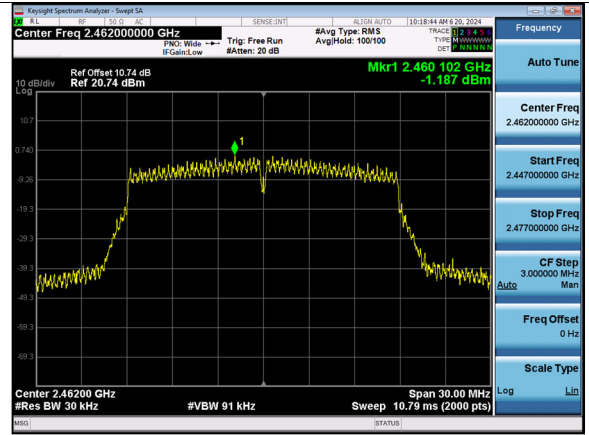 Keysight Spectrum Analyzer - Swept SA
RL RF 50 Ω AC SENSE:INT ALIGN AUTO 10:18:44 AM 6 20, 2024
Center Freq 2.462000000 GHz
PNO: Wide
IFGain:Low
Trig: Free Run
#Atten: 20 dB
#Avg Type: RMS
Avg|Hold: 100/100
TRACE 1 2 3 4 5 6
TYPE M WWWWW
DET P NNNNN
Ref Offset 10.74 dB
10 dB/div Ref 20.74 dBm
Log
Mkr1 2.460 102 GHz
-1.187 dBm
10.7
0.740
-9.26
-19.3
-29.3
-39.3
-49.3
-59.3
-69.3
1
Center 2.46200 GHz
#Res BW 30 kHz
#VBW 91 kHz
Span 30.00 MHz
Sweep 10.79 ms (2000 pts)
MSG
STATUS
Frequency
Auto Tune
Center Freq
2.462000000 GHz
Start Freq
2.447000000 GHz
Stop Freq
2.477000000 GHz
CF Step
3.000000 MHz
Auto Man
Freq Offset
0 Hz
Scale Type
Log Lin